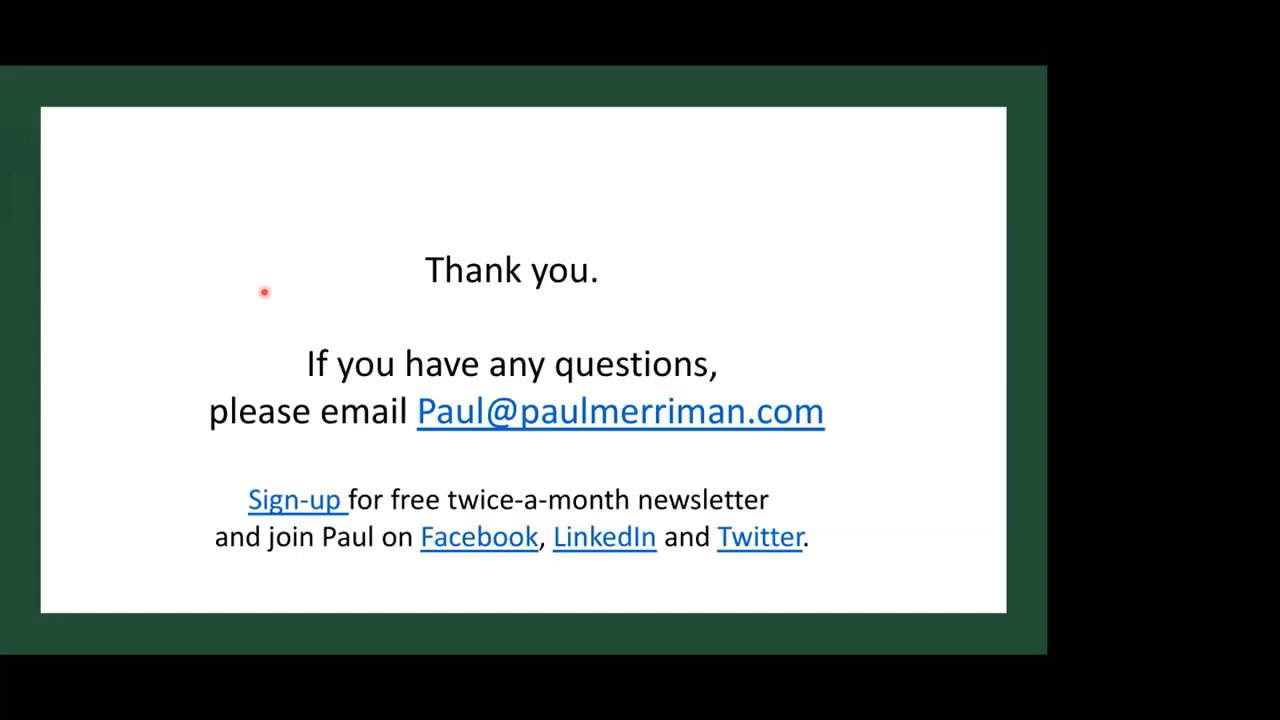 Thank you.
If you have any questions,
please email Paul@paulmerriman.com
Sign-up for free twice-a-month newsletter
and join Paul on Facebook, LinkedIn and Twitter.